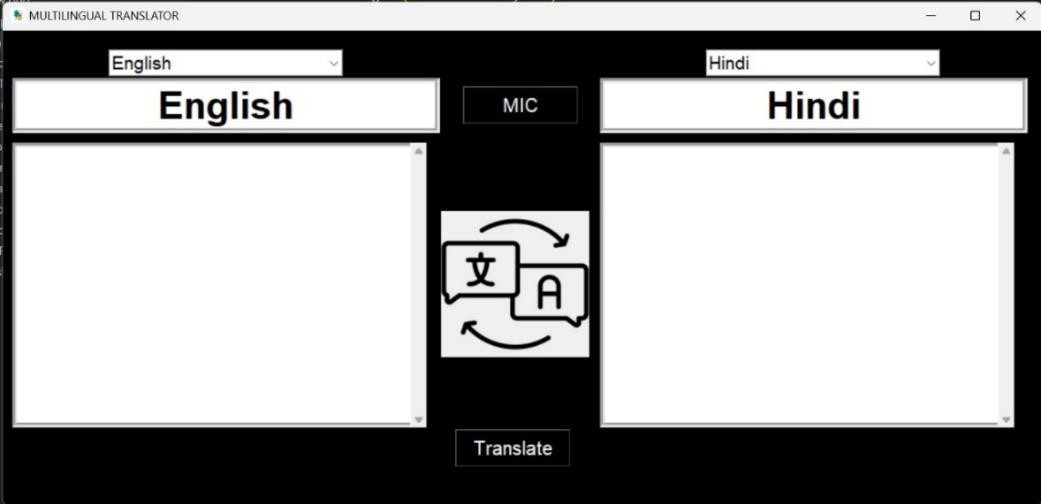 MULTILINGUAL TRANSLATOR
English
Hindi
English
MIC
Hindi
文
A
Translate